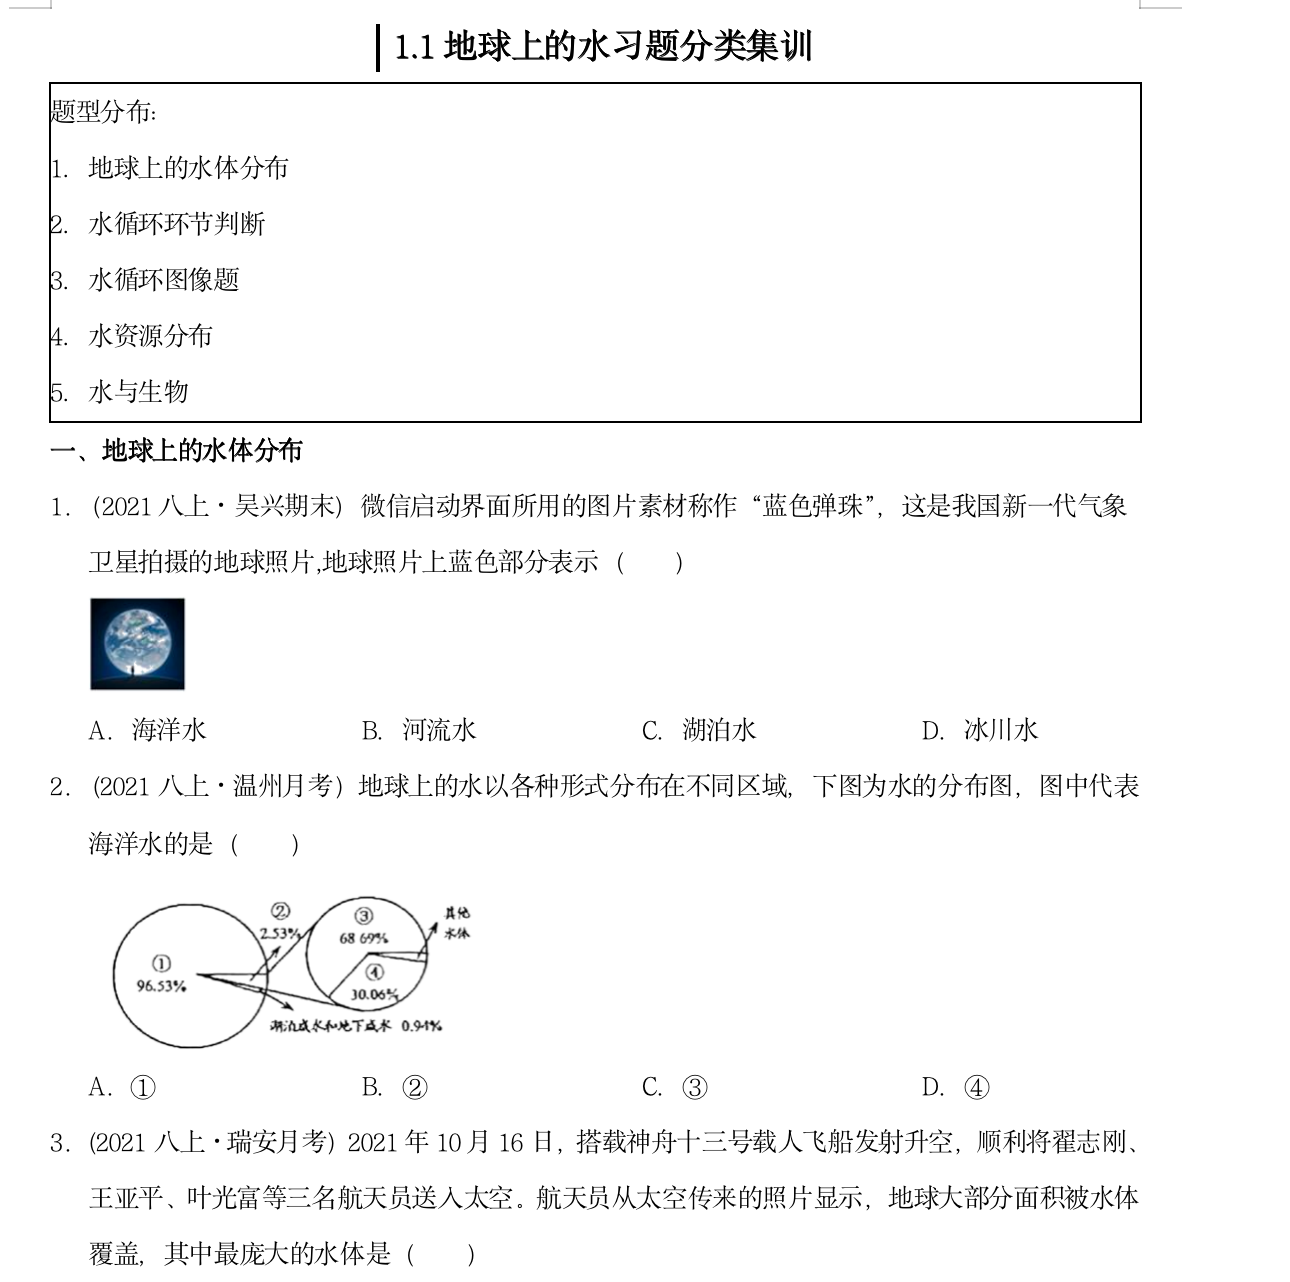 1.1 地球上的水习题分类集训
题型分布:
1. 地球上的水体分布
2. 水循环环节判断
3. 水循环图像题
4. 水资源分布
5. 水与生物
一、地球上的水体分布
1. (2021 八上·吴兴期末) 微信启动界面所用的图片素材称作“蓝色弹珠”, 这是我国新一代气象
卫星拍摄的地球照片,地球照片上蓝色部分表示 (  )
A. 海洋水 B. 河流水 C. 湖泊水 D. 冰川水
2. (2021 八上·温州月考) 地球上的水以各种形式分布在不同区域, 下图为水的分布图, 图中代表
海洋水的是 (  )
① 96.53%
② 2.53%
③ 68 69%
④ 30.06%
其他
水体
湖泊咸水和地下咸水 0.94%
A. ① B. ② C. ③ D. ④
3. (2021 八上·瑞安月考) 2021 年 10 月 16 日, 搭载神舟十三号载人飞船发射升空, 顺利将翟志刚、
王亚平、叶光富等三名航天员送入太空。航天员从太空传来的照片显示, 地球大部分面积被水体
覆盖, 其中最庞大的水体是 (  )